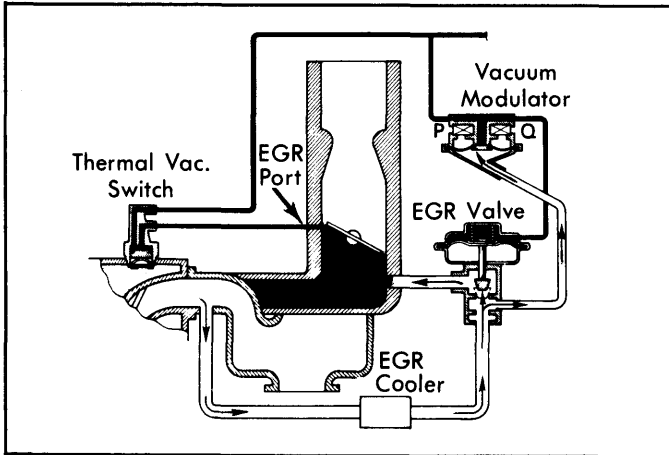 Vacuum
Modulator
P
Q
Thermal Vac.
Switch
EGR
Port
EGR Valve
EGR
Cooler